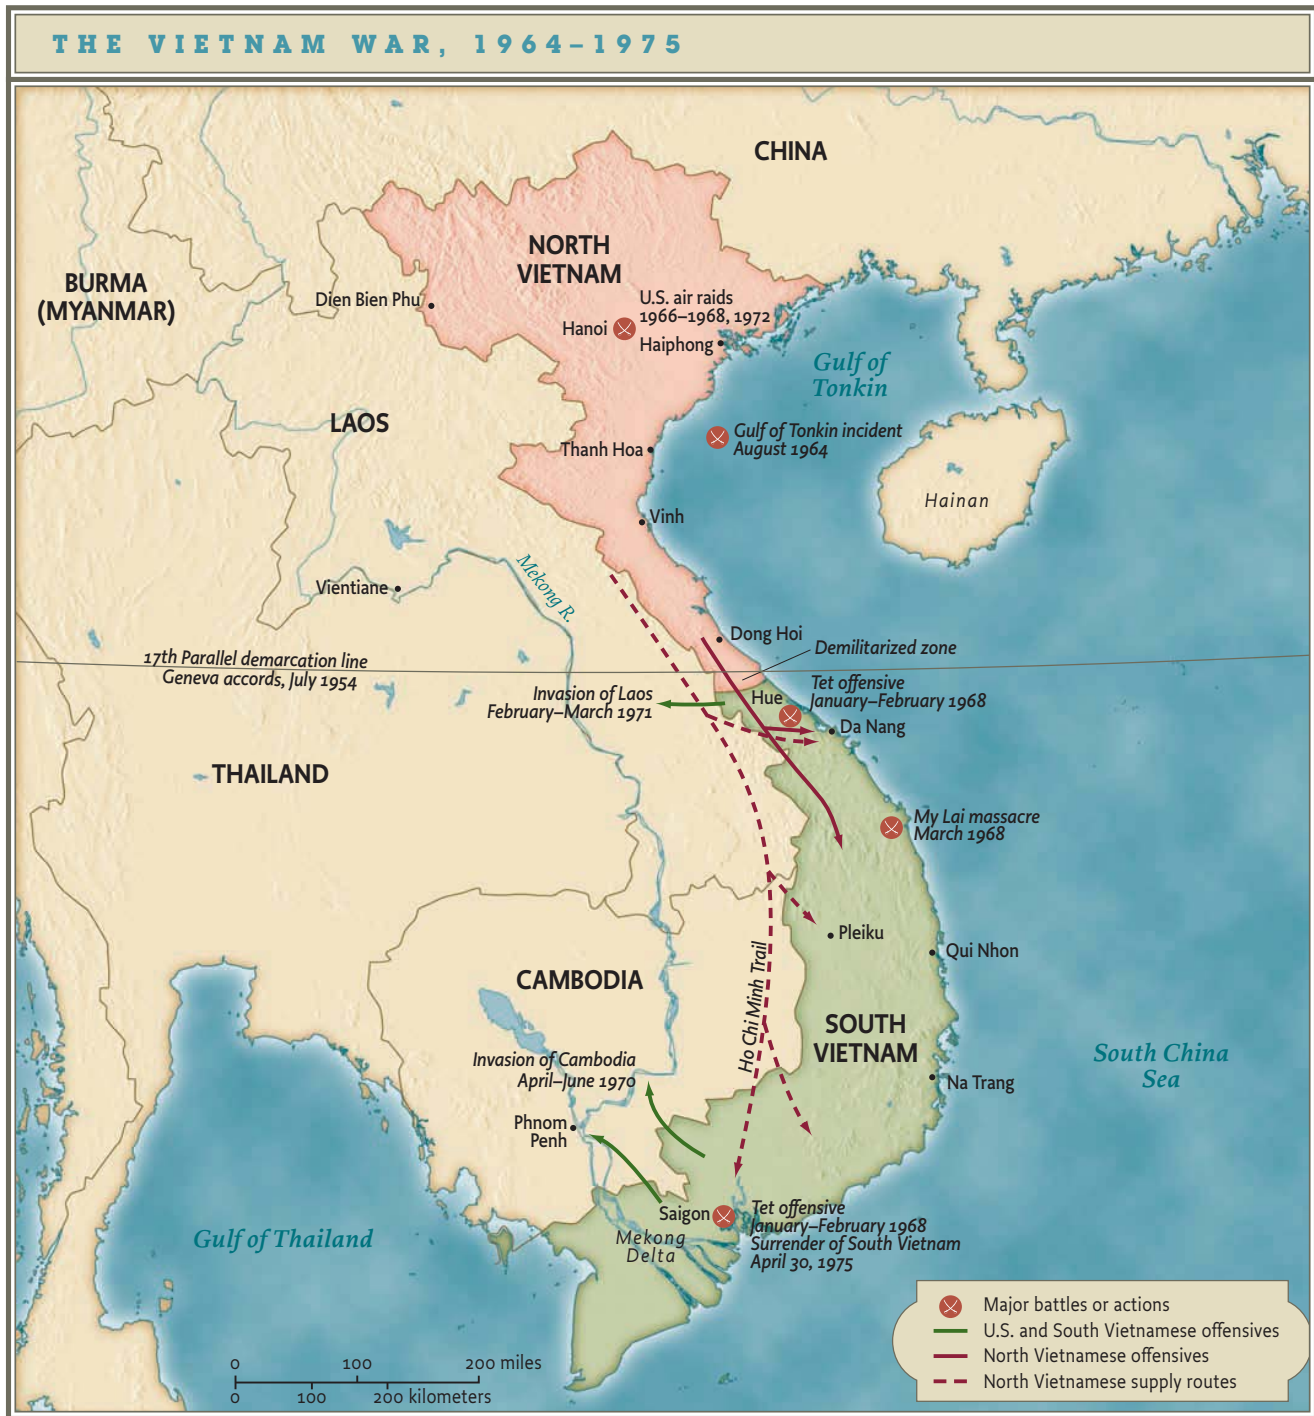 THE VIETNAM WAR, 1964–1975
CHINA
NORTH
VIETNAM
BURMA
(MYANMAR)
Dien Bien Phu
U.S. air raids
1966–1968, 1972
Hanoi
Haiphong
Gulf of
Tonkin
LAOS
Gulf of Tonkin incident
August 1964
Thanh Hoa
Hainan
Vinh
Mekong R.
Vientiane
Dong Hoi
Demilitarized zone
17th Parallel demarcation line
Geneva accords, July 1954
Invasion of Laos
February–March 1971
Hue
Tet offensive
January–February 1968
Da Nang
THAILAND
My Lai massacre
March 1968
Pleiku
Qui Nhon
CAMBODIA
Ho Chi Minh Trail
SOUTH
VIETNAM
Invasion of Cambodia
April–June 1970
South China
Sea
Na Trang
Phnom
Penh
Saigon
Tet offensive
January–February 1968
Surrender of South Vietnam
April 30, 1975
Mekong
Delta
Gulf of Thailand
Major battles or actions
U.S. and South Vietnamese offensives
North Vietnamese offensives
North Vietnamese supply routes
0 100 200 miles
0 100 200 kilometers